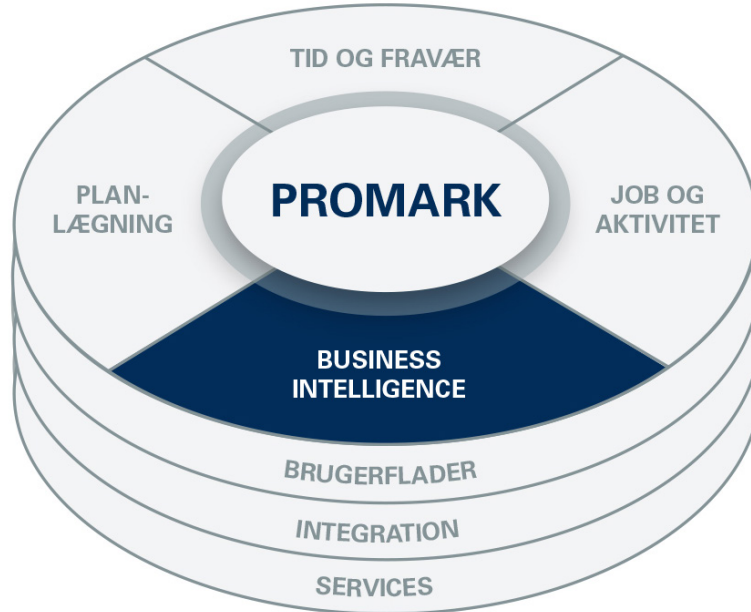 TID OG FRAVÆR
PLAN-
LÆGNING
PROMARK
JOB OG
AKTIVITET
BUSINESS
INTELLIGENCE
BRUGERFLADER
INTEGRATION
SERVICES